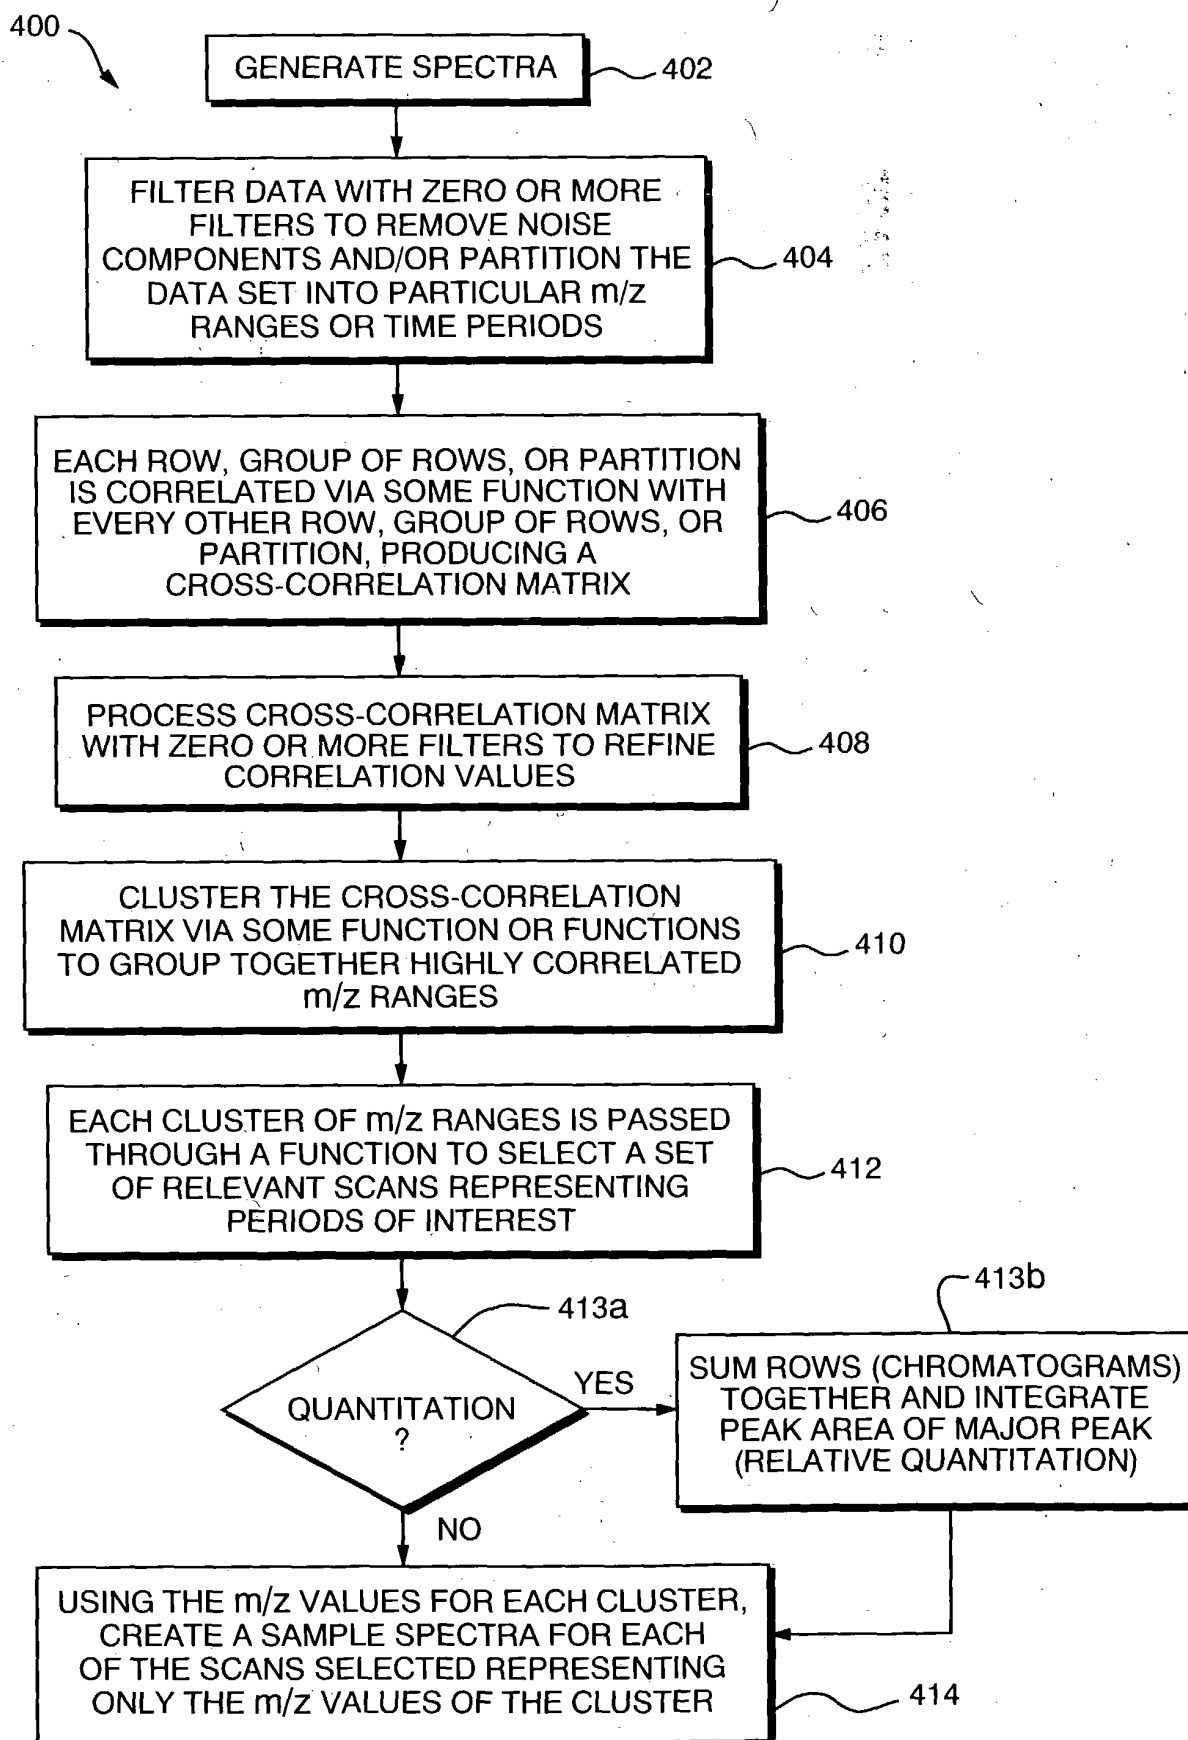 400
GENERATE SPECTRA
402
FILTER DATA WITH ZERO OR MORE
FILTERS TO REMOVE NOISE
COMPONENTS AND/OR PARTITION THE
DATA SET INTO PARTICULAR m/z
RANGES OR TIME PERIODS
404
EACH ROW, GROUP OF ROWS, OR PARTITION
IS CORRELATED VIA SOME FUNCTION WITH
EVERY OTHER ROW, GROUP OF ROWS, OR
PARTITION, PRODUCING A
CROSS-CORRELATION MATRIX
406
PROCESS CROSS-CORRELATION MATRIX
WITH ZERO OR MORE FILTERS TO REFINE
CORRELATION VALUES
408
CLUSTER THE CROSS-CORRELATION
MATRIX VIA SOME FUNCTION OR FUNCTIONS
TO GROUP TOGETHER HIGHLY CORRELATED
m/z RANGES
410
EACH CLUSTER OF m/z RANGES IS PASSED
THROUGH A FUNCTION TO SELECT A SET
OF RELEVANT SCANS REPRESENTING
PERIODS OF INTEREST
412
413a
QUANTITATION
?
YES
NO
413b
SUM ROWS (CHROMATOGRAMS)
TOGETHER AND INTEGRATE
PEAK AREA OF MAJOR PEAK
(RELATIVE QUANTITATION)
USING THE m/z VALUES FOR EACH CLUSTER,
CREATE A SAMPLE SPECTRA FOR EACH
OF THE SCANS SELECTED REPRESENTING
ONLY THE m/z VALUES OF THE CLUSTER
414